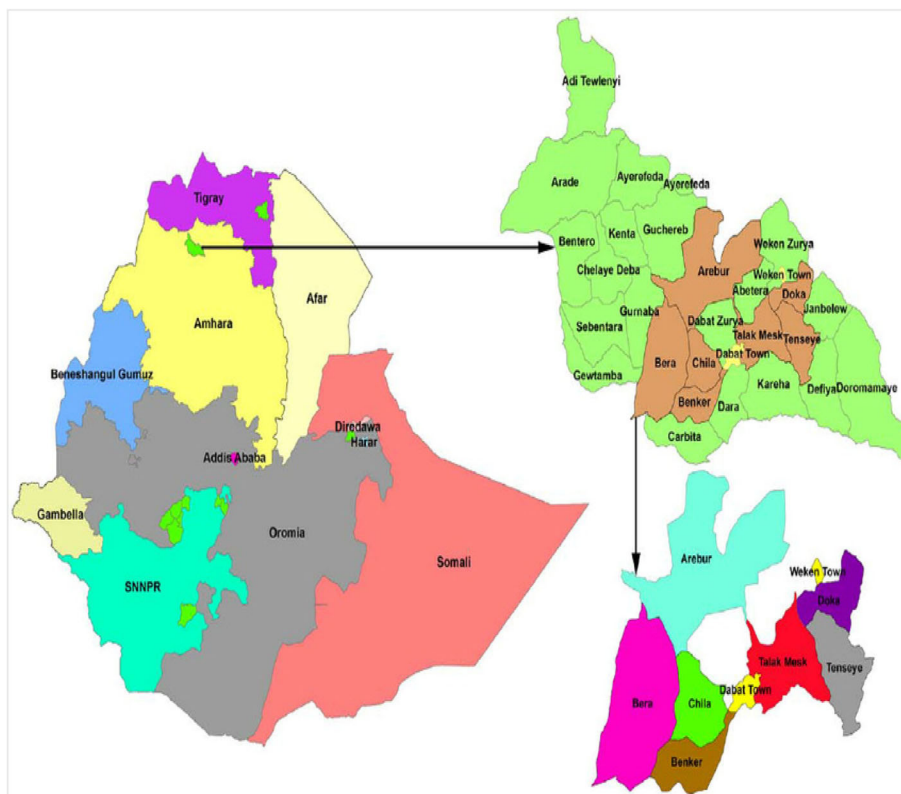 Tigray
Afar
Amhara
Beneshangul Gumuz
Addis Ababa
Diredawa
Harar
Gambella
Oromia
Somali
SNNPR
Adi Tewlenyi
Arade
Ayerefeda
Ayerefeda
Bentero
Kenta
Guchereb
Weken Zurya
Arebur
Chelaye Deba
Weken Town
Abetera
Doka
Janbelew
Gurnaba
Dabat Zurya
Sebentara
Talak Mesk
Tenseye
Bera
Chila
Dabat Town
Gewtamba
Kareha
Defiya
Doromamaye
Benker
Dara
Carbita
Arebur
Weken Town
Doka
Talak Mesk
Tenseye
Dabat Town
Bera
Chila
Benker